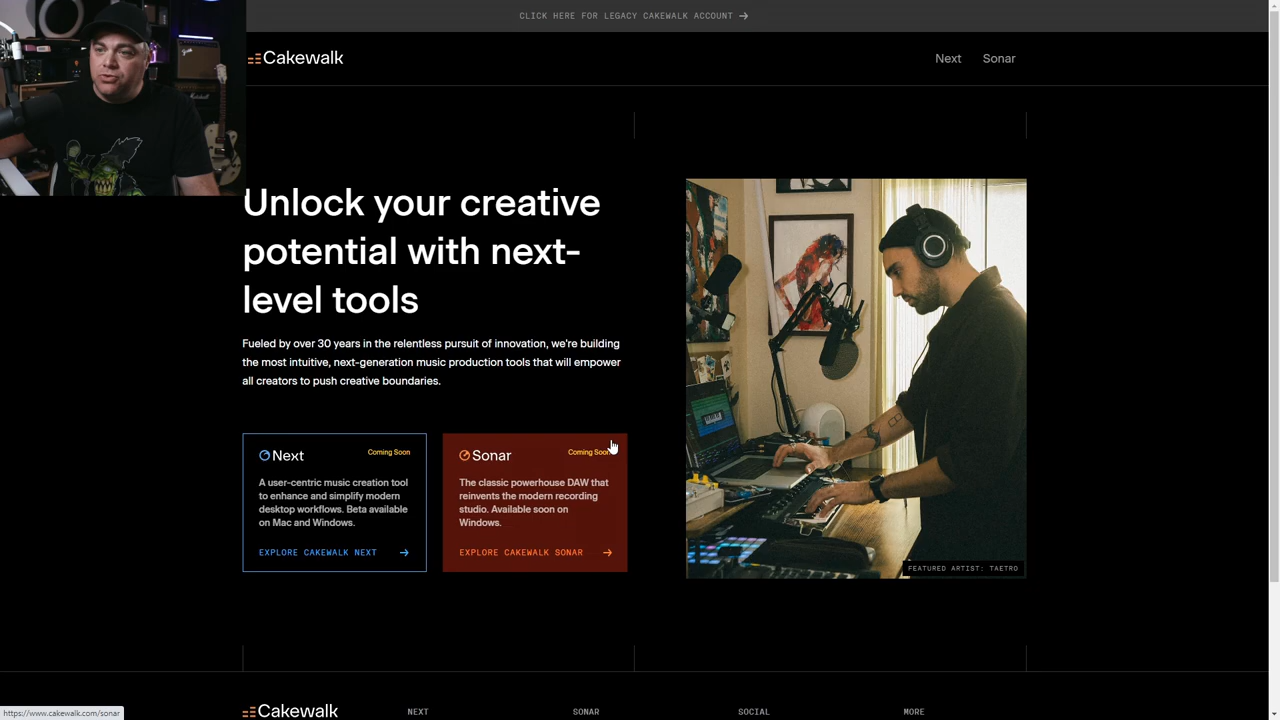 CLICK HERE FOR LEGACY CAKEWALK ACCOUNT →
Cakewalk
Next
Sonar
Unlock your creative
potential with next-
level tools
Fueled by over 30 years in the relentless pursuit of innovation, we're building
the most intuitive, next-generation music production tools that will empower
all creators to push creative boundaries.
Next
Coming Soon
A user-centric music creation tool
to enhance and simplify modern
desktop workflows. Beta available
on Mac and Windows.
EXPLORE CAKEWALK NEXT →
Sonar
Coming Soon
The classic powerhouse DAW that
reinvents the modern recording
studio. Available soon on
Windows.
EXPLORE CAKEWALK SONAR →
FEATURED ARTIST: TAETRO
Cakewalk
NEXT
SONAR
SOCIAL
MORE
https://www.cakewalk.com/sonar